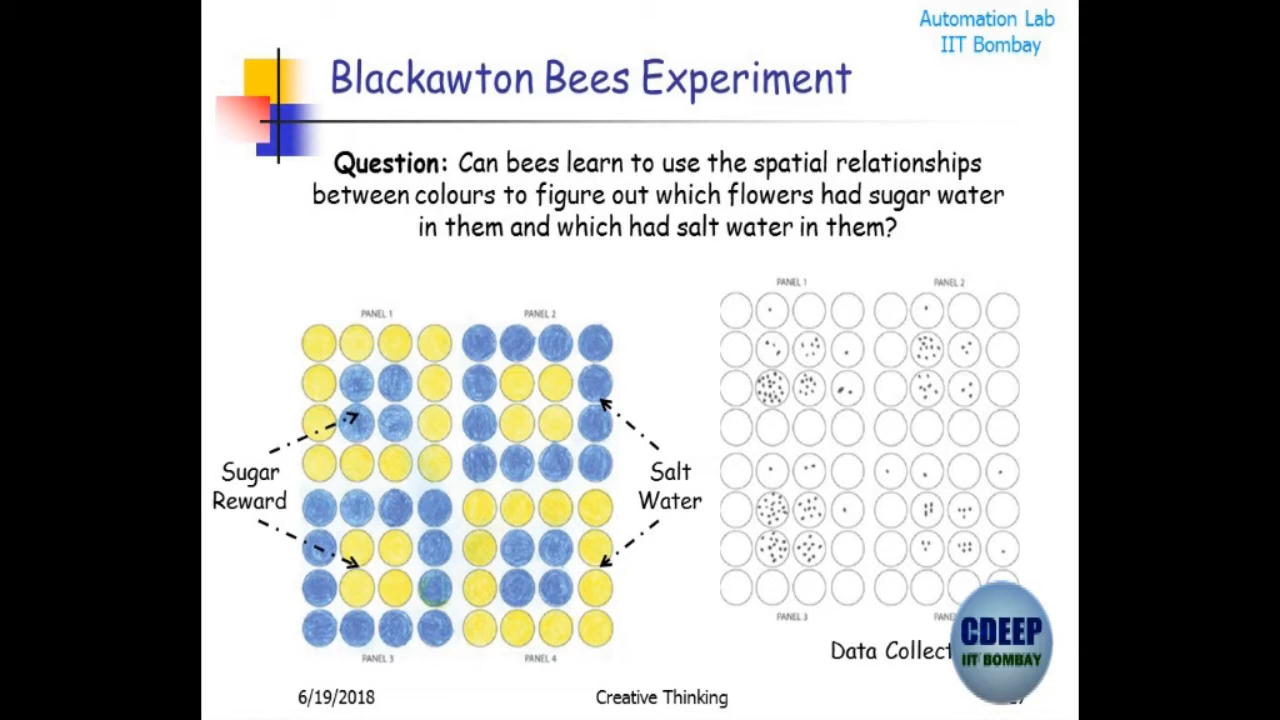 Automation Lab
IIT Bombay
Blackawton Bees Experiment
Question: Can bees learn to use the spatial relationships
between colours to figure out which flowers had sugar water
in them and which had salt water in them?
PANEL 1
PANEL 2
PANEL 1
PANEL 2
Sugar
Reward
Salt
Water
PANEL 3
PANEL 4
PANEL 3
Data Collect
CDEEP
IIT BOMBAY
6/19/2018
Creative Thinking